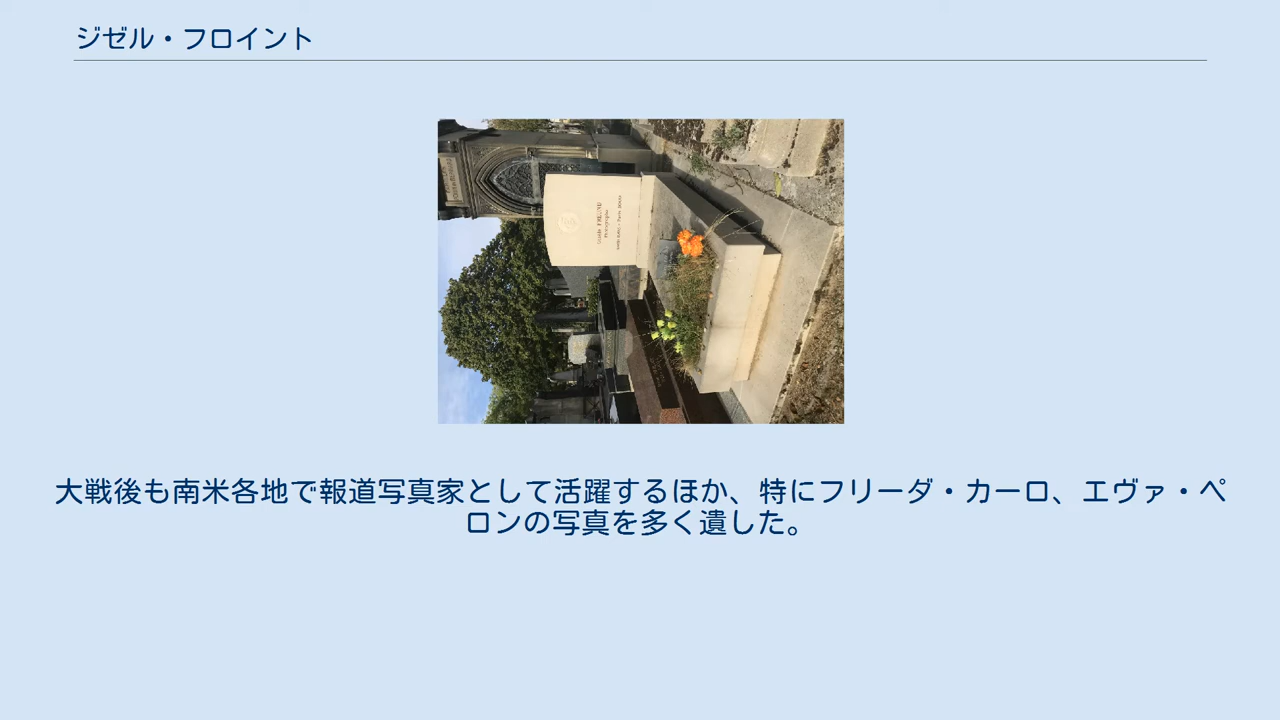 ジゼル・フロイント
大戦後も南米各地で報道写真家として活躍するほか、特にフリーダ・カーロ、エヴァ・ペ
ロンの写真を多く遺した。